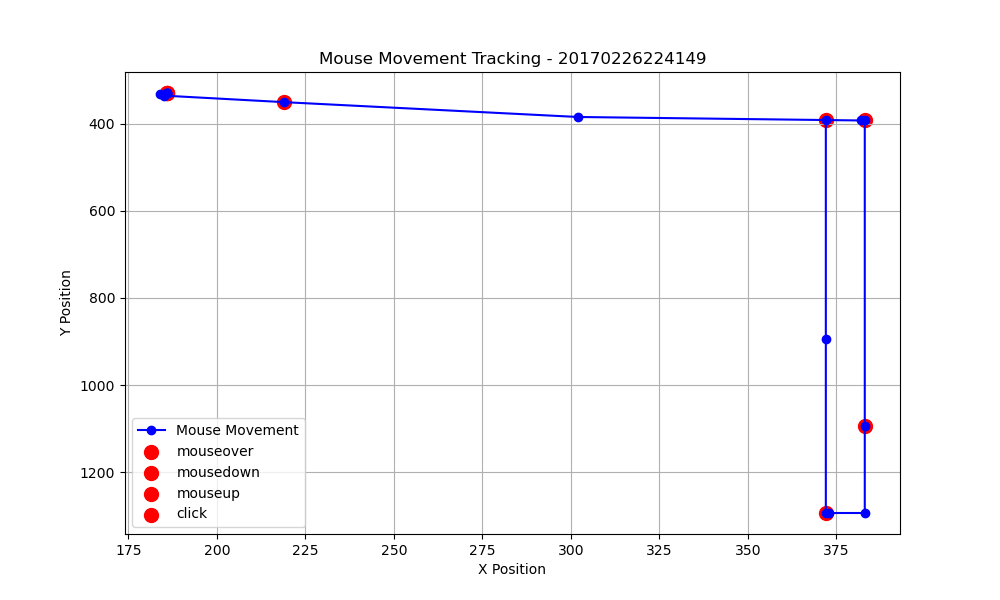 Mouse Movement Tracking - 20170226224149
400
600
800
1000
1200
Y Position
Mouse Movement
mouseover
mousedown
mouseup
click
175 200 225 250 275 300 325 350 375
X Position